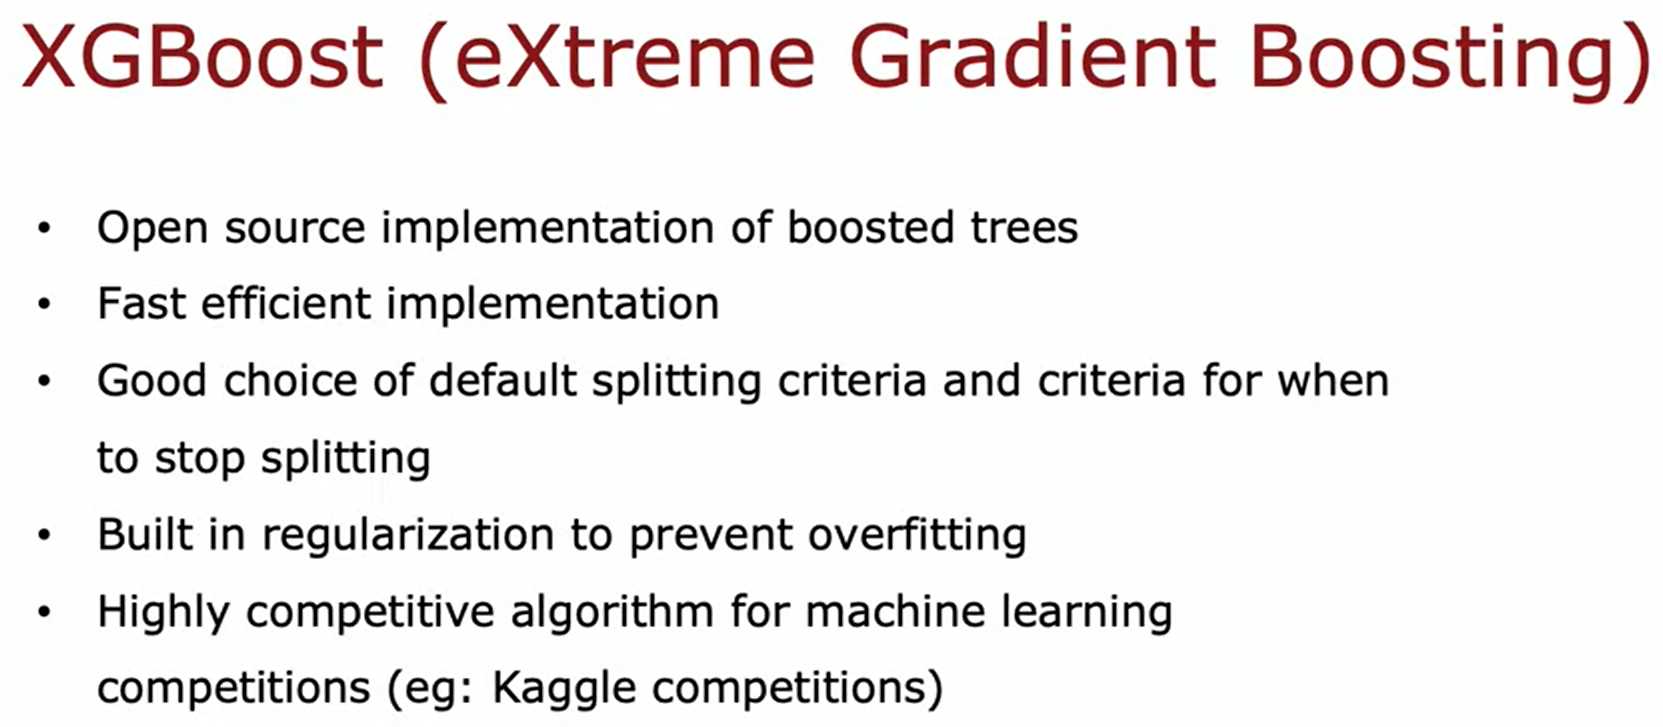 XGBoost (eXtreme Gradient Boosting)
• Open source implementation of boosted trees
• Fast efficient implementation
• Good choice of default splitting criteria and criteria for when
to stop splitting
• Built in regularization to prevent overfitting
• Highly competitive algorithm for machine learning
competitions (eg: Kaggle competitions)